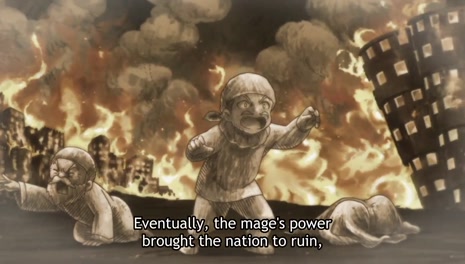 Eventually, the mage's power
brought the nation to ruin,